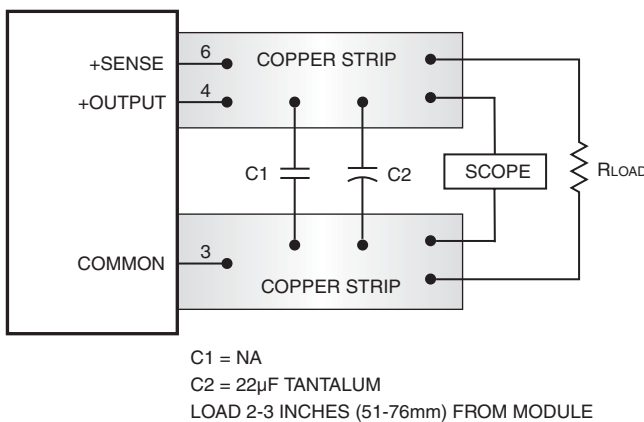 +SENSE
6
COPPER STRIP
+OUTPUT
4
C1
C2
SCOPE
RLOAD
COMMON
3
COPPER STRIP
C1 = NA
C2 = 22µF TANTALUM
LOAD 2-3 INCHES (51-76mm) FROM MODULE